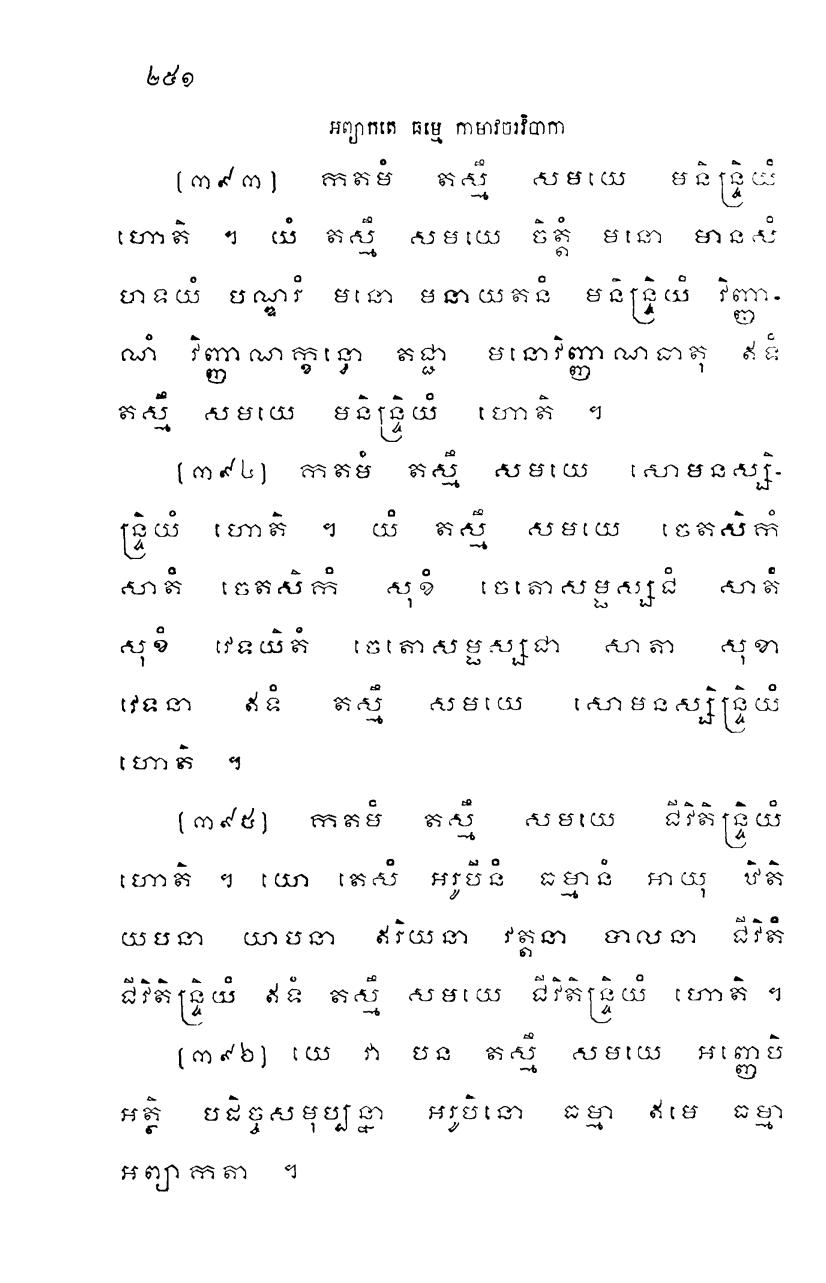 ២៥១
អព្យាកតេ ធម្មេ កាមាវចរវិបាកា
(៣៩៣) កតមំ តស្មឹ សមយេ មនិន្ទ្រិយំ
ហោតិ ។ យំ តស្មឹ សមយេ ចិត្តំ មនោ មានសំ
ហទយំ បណ្ឌរំ មនោ មនាយតនំ មនិន្ទ្រិយំ វិញ្ញា-
ណំ វិញ្ញាណក្ខន្ធោ តជ្ជា មនោវិញ្ញាណធាតុ ឥទំ
តស្មឹ សមយេ មនិន្ទ្រិយំ ហោតិ ។
(៣៩៤) កតមំ តស្មឹ សមយេ សោមនស្សិ-
ន្ទ្រិយំ ហោតិ ។ យំ តស្មឹ សមយេ ចេតសិកំ
សាតំ ចេតសិកំ សុខំ ចេតោសម្ផស្សជំ សាតំ
សុខំ វេទយិតំ ចេតោសម្ផស្សជា សាតា សុខា
វេទនា ឥទំ តស្មឹ សមយេ សោមនស្សិន្ទ្រិយំ
ហោតិ ។
(៣៩៥) កតមំ តស្មឹ សមយេ ជីវិតិន្ទ្រិយំ
ហោតិ ។ យោ តេសំ អរូបីនំ ធម្មានំ អាយុ ឋិតិ
យបនា យាបនា ឥរិយនា វត្តនា បាលនា ជីវិតំ
ជីវិតិន្ទ្រិយំ ឥទំ តស្មឹ សមយេ ជីវិតិន្ទ្រិយំ ហោតិ ។
(៣៩៦) យេ វា បន តស្មឹ សមយេ អញ្ញេបិ
អត្ថិ បដិច្ចសមុប្បន្នា អរូបិនោ ធម្មា ឥមេ ធម្មា
អព្យាកតា ។